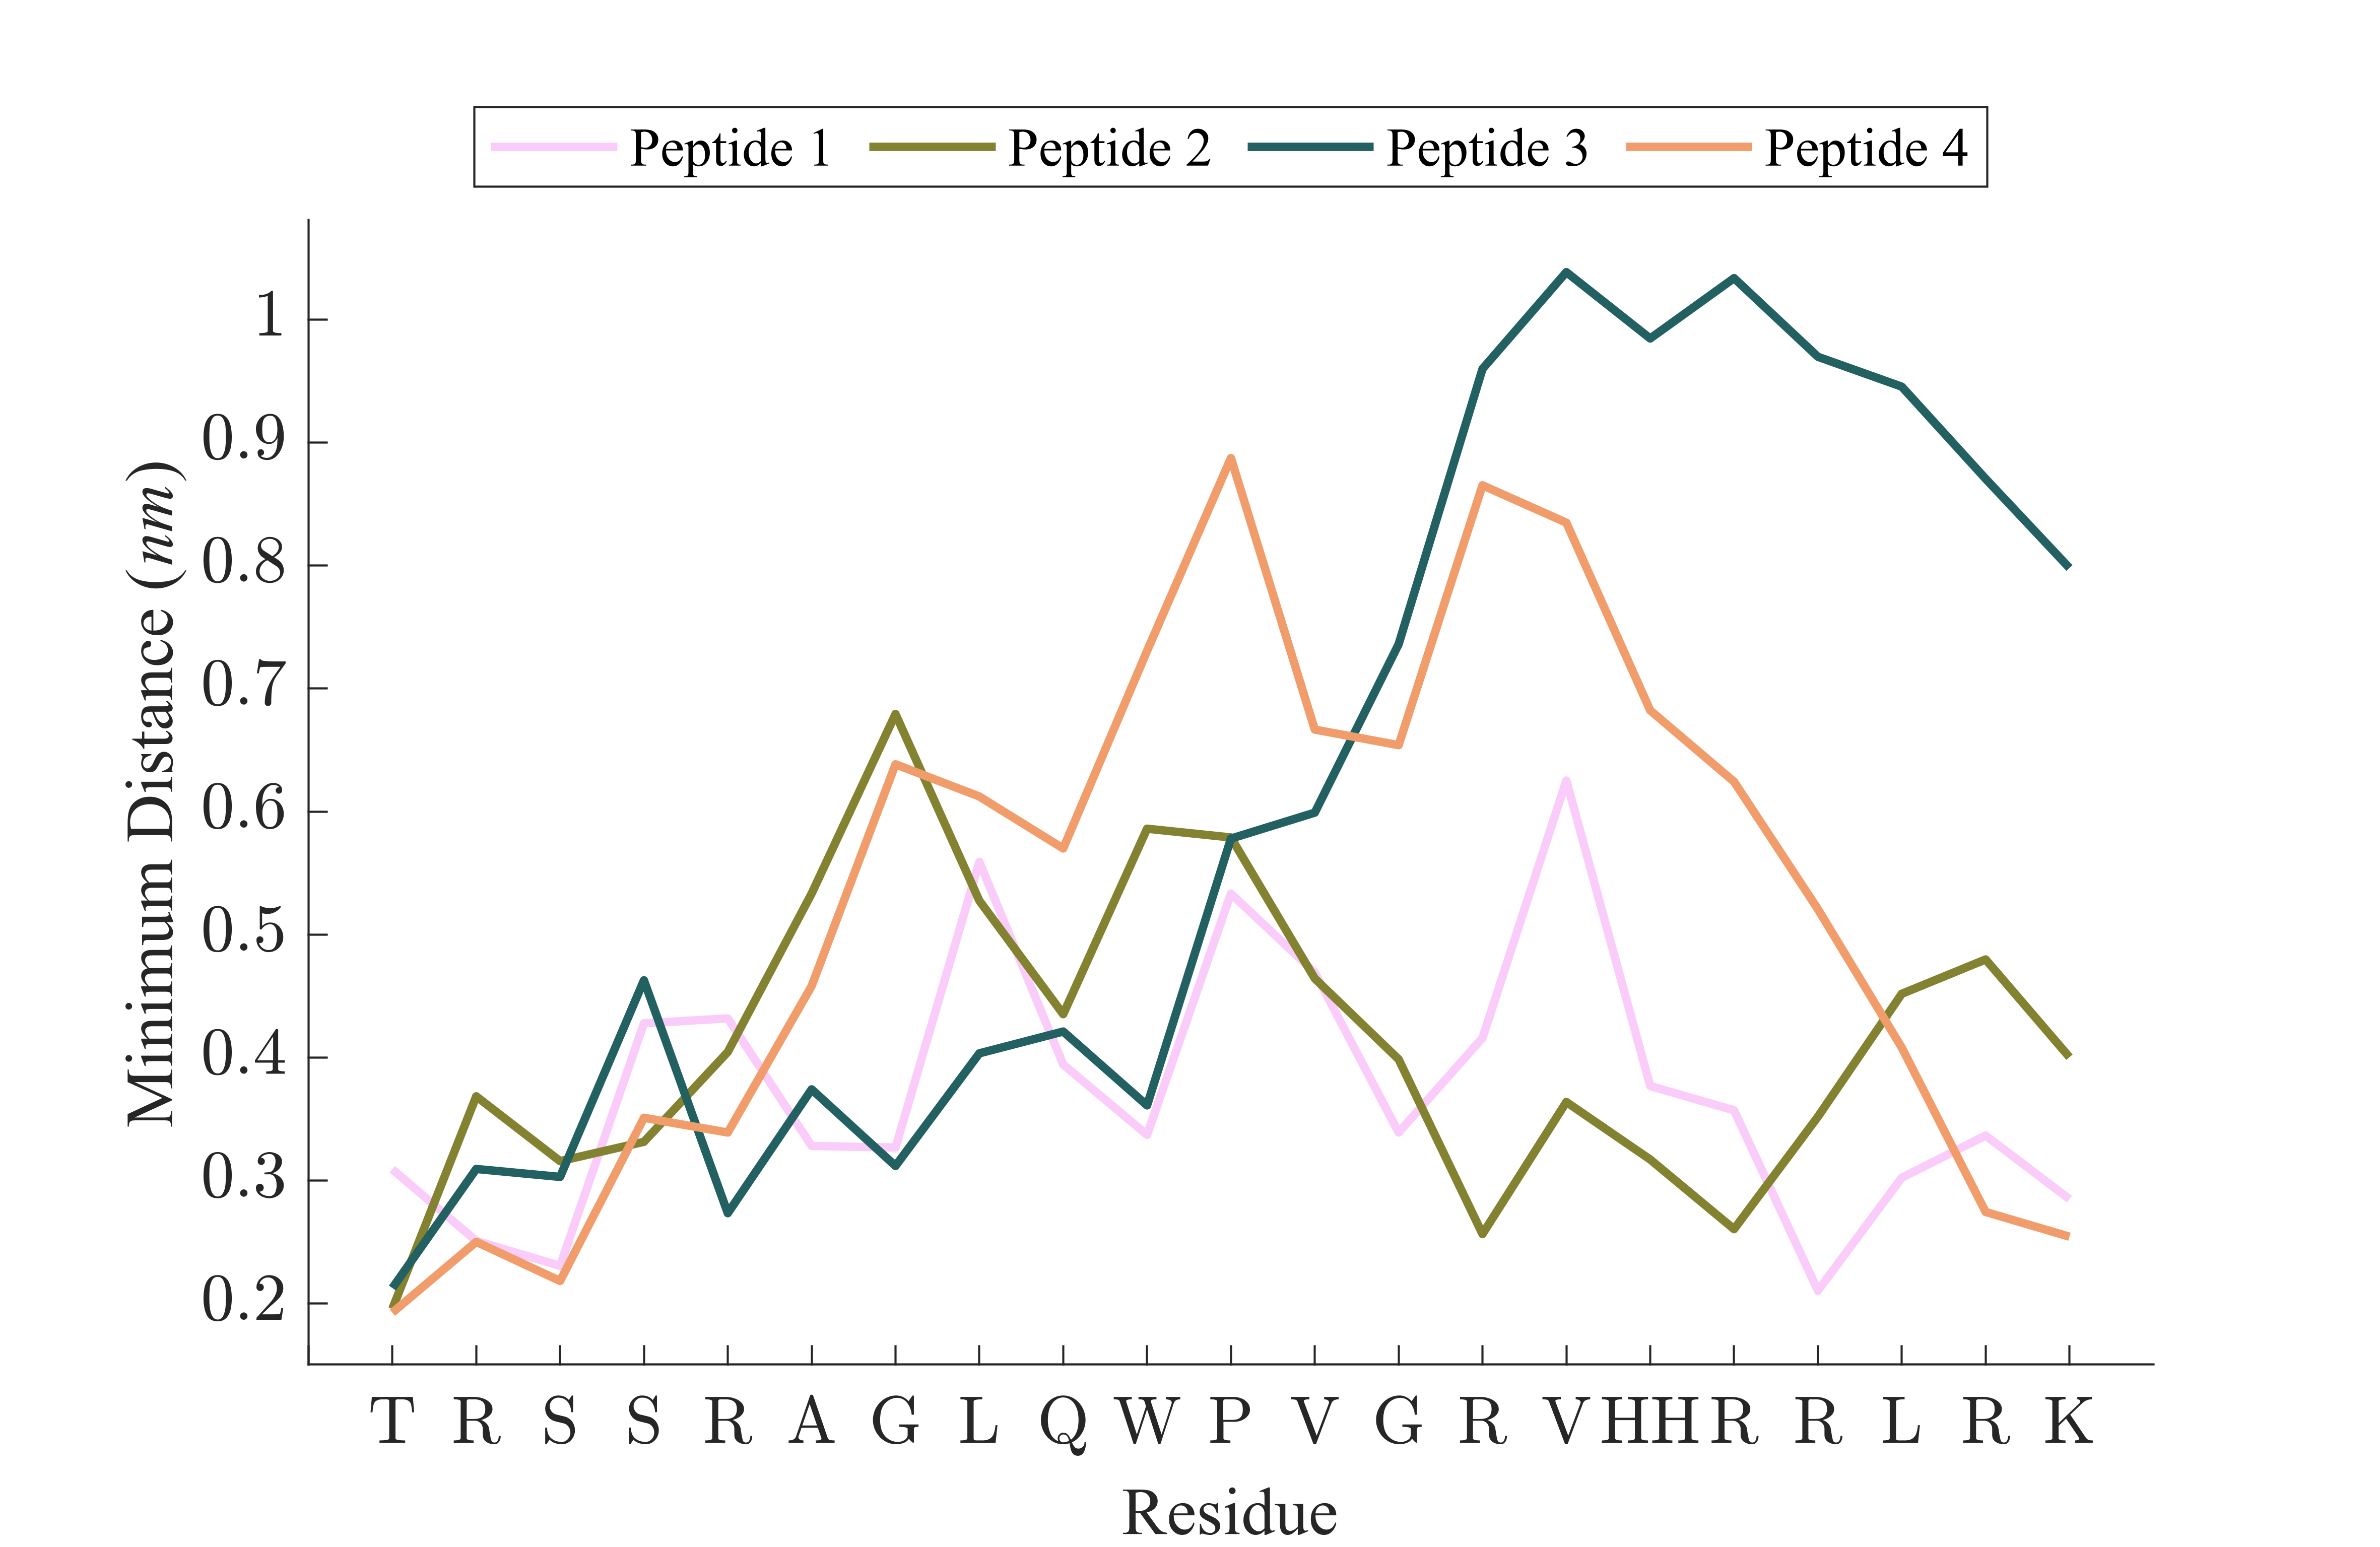 Peptide 1 Peptide 2 Peptide 3 Peptide 4
1
0.9
0.8
0.7
0.6
0.5
0.4
0.3
0.2
Minimum Distance (nm)
T R S S R A G L Q W P V G R V HHH R R L R K
Residue